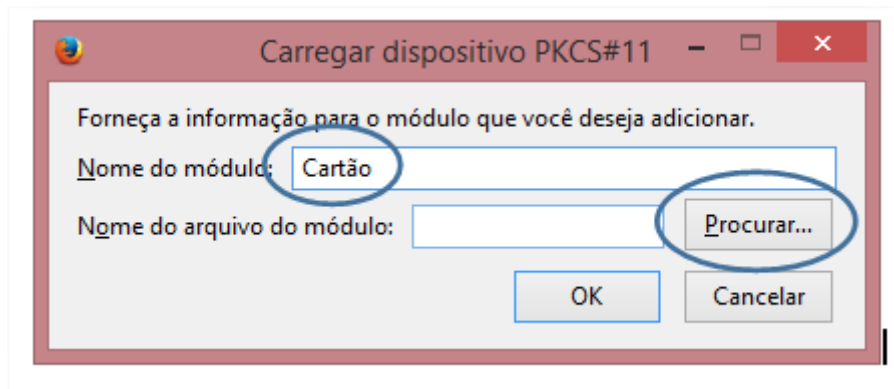 Carregar dispositivo PKCS#11
Forneça a informação para o módulo que você deseja adicionar.
Nome do módulo: Cartão
Nome do arquivo do módulo: Procurar...
OK Cancelar